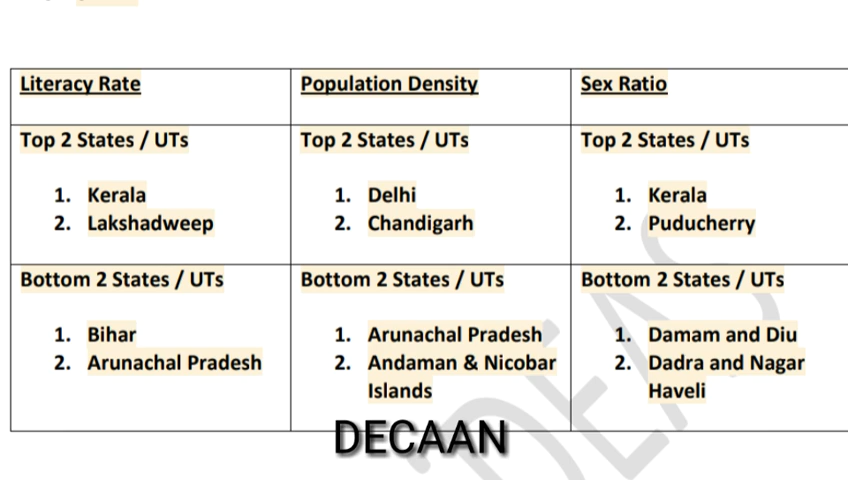 Literacy Rate
Population Density
Sex Ratio
Top 2 States / UTs
1. Kerala
2. Lakshadweep
Top 2 States / UTs
1. Delhi
2. Chandigarh
Top 2 States / UTs
1. Kerala
2. Puducherry
Bottom 2 States / UTs
1. Bihar
2. Arunachal Pradesh
Bottom 2 States / UTs
1. Arunachal Pradesh
2. Andaman & Nicobar
Islands
Bottom 2 States / UTs
1. Damam and Diu
2. Dadra and Nagar
Haveli
DECAAN